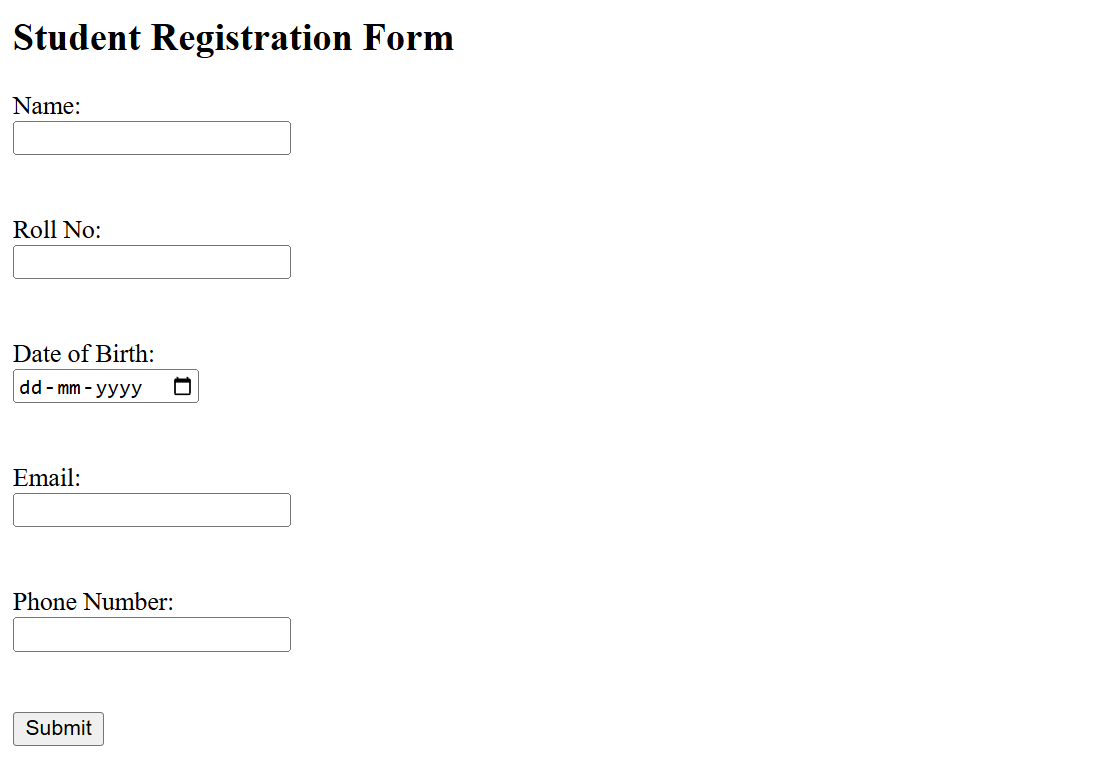 Student Registration Form
Name:
Roll No:
Date of Birth:
dd-mm-yyyy
Email:
Phone Number:
Submit